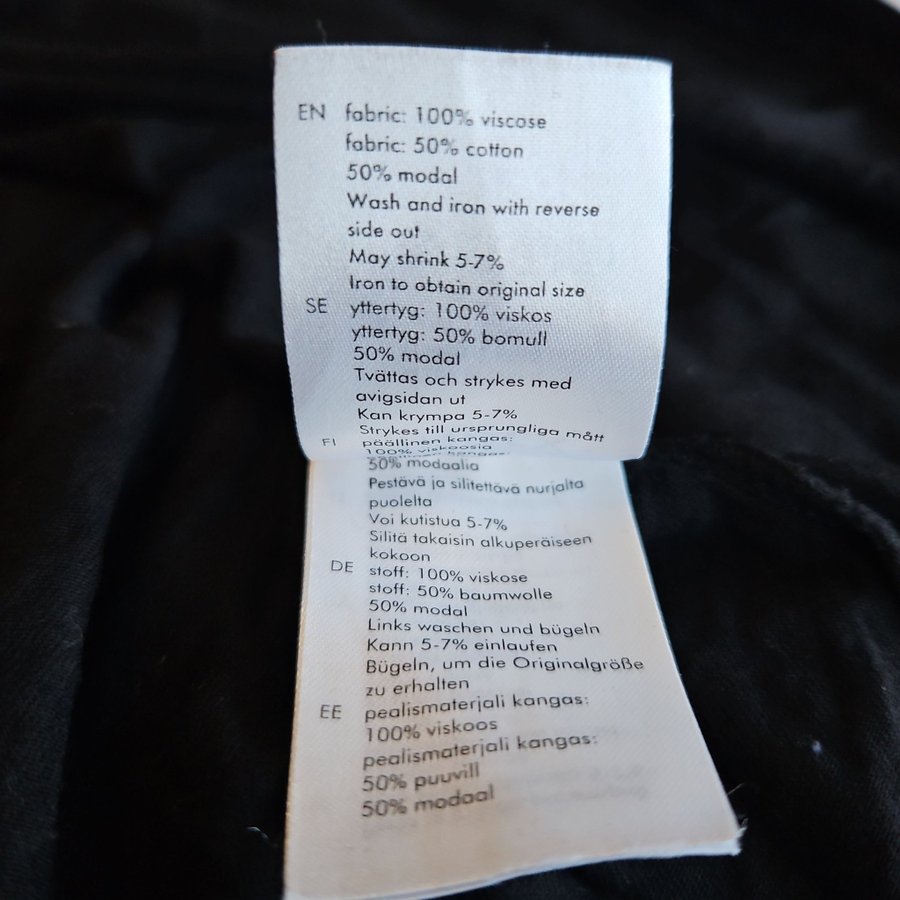 EN fabric: 100% viscose
fabric: 50% cotton
50% modal
Wash and iron with reverse
side out
May shrink 5-7%
Iron to obtain original size
SE yttertyg: 100% viskos
yttertyg: 50% bomull
50% modal
Tvättas och strykes med
avigsidan ut
Kan krympa 5-7%
Strykes till ursprungliga mått
FI päällinen kangas:
100% viskoosia
kangas:
50% modaalia
Pestävä ja silitettävä nurjalta
puolelta
Voi kutistua 5-7%
Silitä takaisin alkuperäiseen
kokoon
DE stoff: 100% viskose
stoff: 50% baumwolle
50% modal
Links waschen und bügeln
Kann 5-7% einlaufen
Bügeln, um die Originalgröße
zu erhalten
EE pealismaterjali kangas:
100% viskoos
pealismaterjali kangas:
50% puuvill
50% modaal